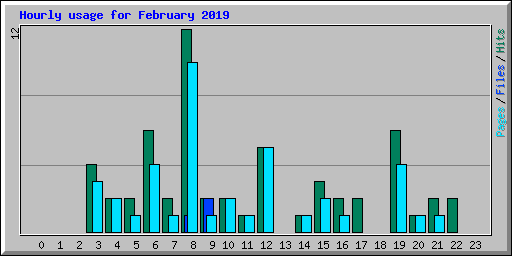 Hourly usage for February 2019
12
Pages/Files/Hits
0 1 2 3 4 5 6 7 8 9 10 11 12 13 14 15 16 17 18 19 20 21 22 23